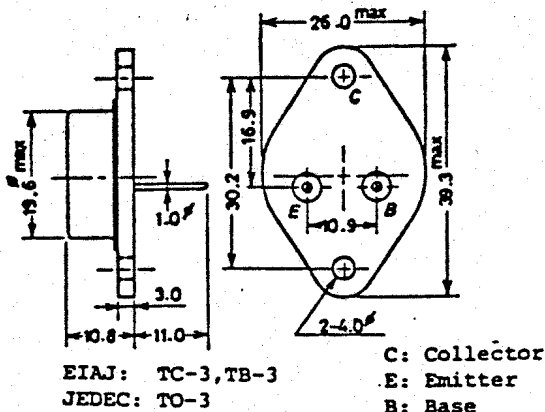 26.0 max
C
16.9
30.2
39.3 max
19.6 max ø
1.0 ø
E
B
10.9
3.0
10.8
11.0
2-4.0 ø
EIAJ: TC-3,TB-3
JEDEC: TO-3
C: Collector
E: Emitter
B: Base